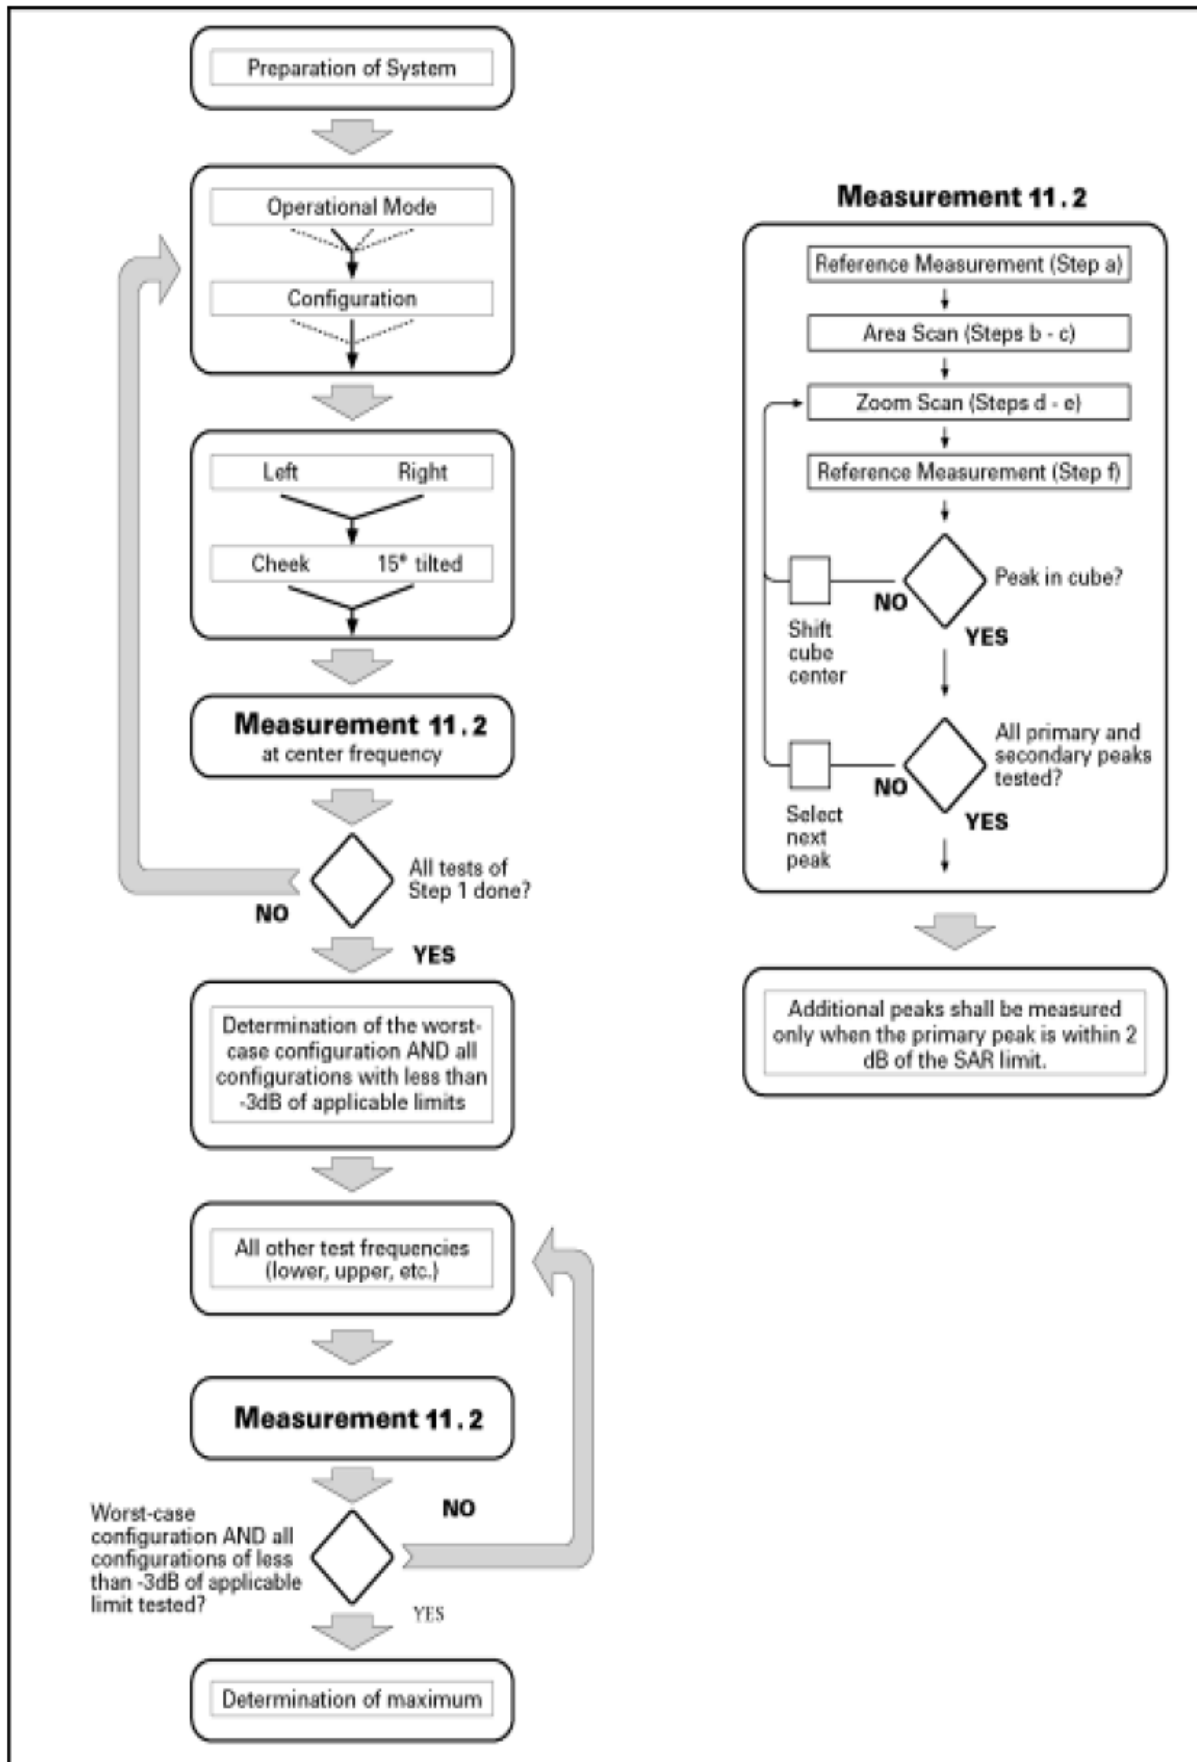 Preparation of System
Operational Mode
Configuration
Left Right
Cheek 15° tilted
Measurement 11.2
at center frequency
All tests of
Step 1 done?
NO
YES
Determination of the worst-
case configuration AND all
configurations with less than
-3dB of applicable limits
All other test frequencies
(lower, upper, etc.)
Measurement 11.2
NO
Worst-case
configuration AND all
configurations of less
than -3dB of applicable
limit tested?
YES
Determination of maximum
Measurement 11.2
Reference Measurement (Step a)
Area Scan (Steps b - c)
Zoom Scan (Steps d - e)
Reference Measurement (Step f)
Peak in cube?
NO
YES
Shift
cube
center
All primary and
secondary peaks
tested?
NO
YES
Select
next
peak
Additional peaks shall be measured
only when the primary peak is within 2
dB of the SAR limit.